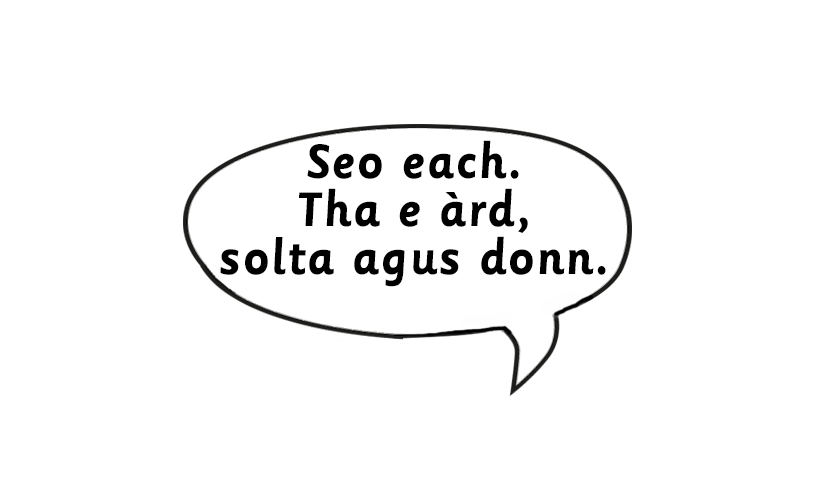 Seo each.
Tha e àrd,
solta agus donn.